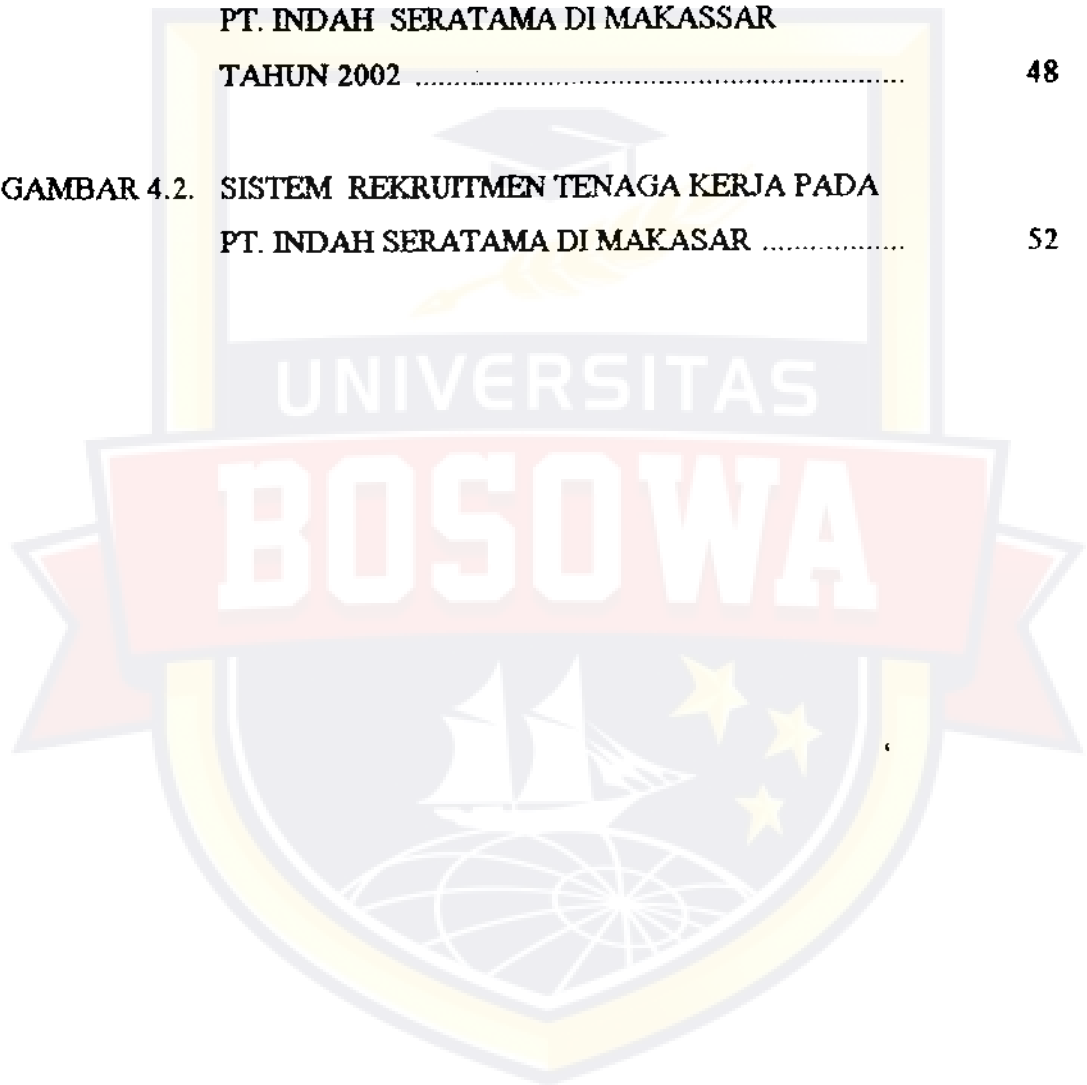 PT. INDAH SERATAMA DI MAKASSAR
TAHUN 2002 ............................................................ 48
GAMBAR 4.2. SISTEM REKRUITMEN TENAGA KERJA PADA
PT. INDAH SERATAMA DI MAKASAR .................. 52
UNIVERSITAS
BOSOWA